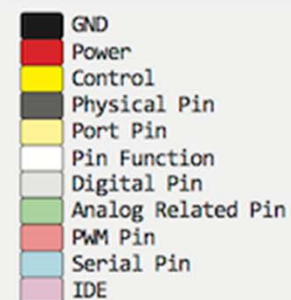 GND
Power
Control
Physical Pin
Port Pin
Pin Function
Digital Pin
Analog Related Pin
PWM Pin
Serial Pin
IDE